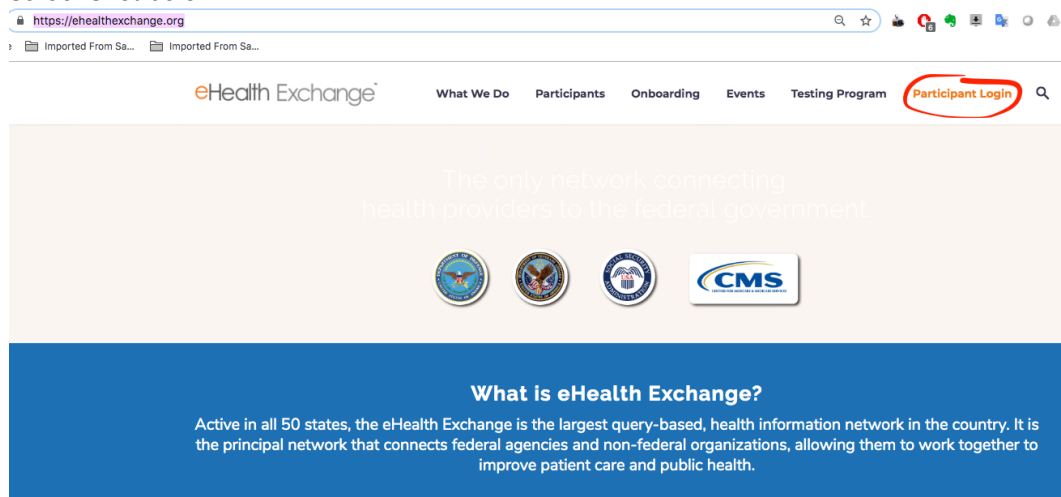 https://ehealthexchange.org
Imported From Sa... Imported From Sa...
eHealth Exchange™ What We Do Participants Onboarding Events Testing Program Participant Login
The only network connecting
health providers to the federal government.
CMS
What is eHealth Exchange?
Active in all 50 states, the eHealth Exchange is the largest query-based, health information network in the country. It is
the principal network that connects federal agencies and non-federal organizations, allowing them to work together to
improve patient care and public health.